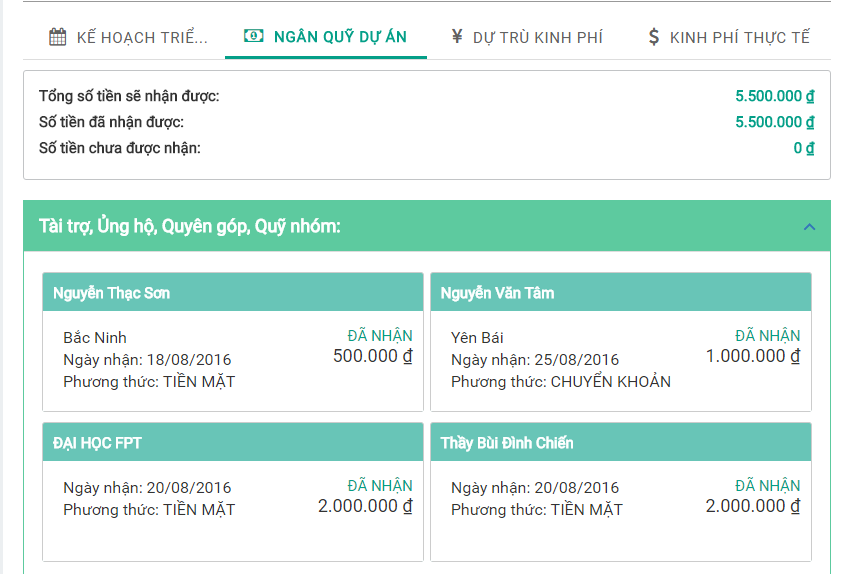 KẾ HOẠCH TRIỂ... NGÂN QUỸ DỰ ÁN ¥ DỰ TRÙ KINH PHÍ $ KINH PHÍ THỰC TẾ
Tổng số tiền sẽ nhận được: 5.500.000 ₫
Số tiền đã nhận được: 5.500.000 ₫
Số tiền chưa được nhận: 0 ₫
Tài trợ, Ủng hộ, Quyên góp, Quỹ nhóm:
Nguyễn Thạc Sơn
Bắc Ninh
ĐÃ NHẬN
Ngày nhận: 18/08/2016
500.000 ₫
Phương thức: TIỀN MẶT
Nguyễn Văn Tâm
Yên Bái
ĐÃ NHẬN
Ngày nhận: 25/08/2016
1.000.000 ₫
Phương thức: CHUYỂN KHOẢN
ĐẠI HỌC FPT
ĐÃ NHẬN
Ngày nhận: 20/08/2016
2.000.000 ₫
Phương thức: TIỀN MẶT
Thầy Bùi Đình Chiến
ĐÃ NHẬN
Ngày nhận: 20/08/2016
2.000.000 ₫
Phương thức: TIỀN MẶT